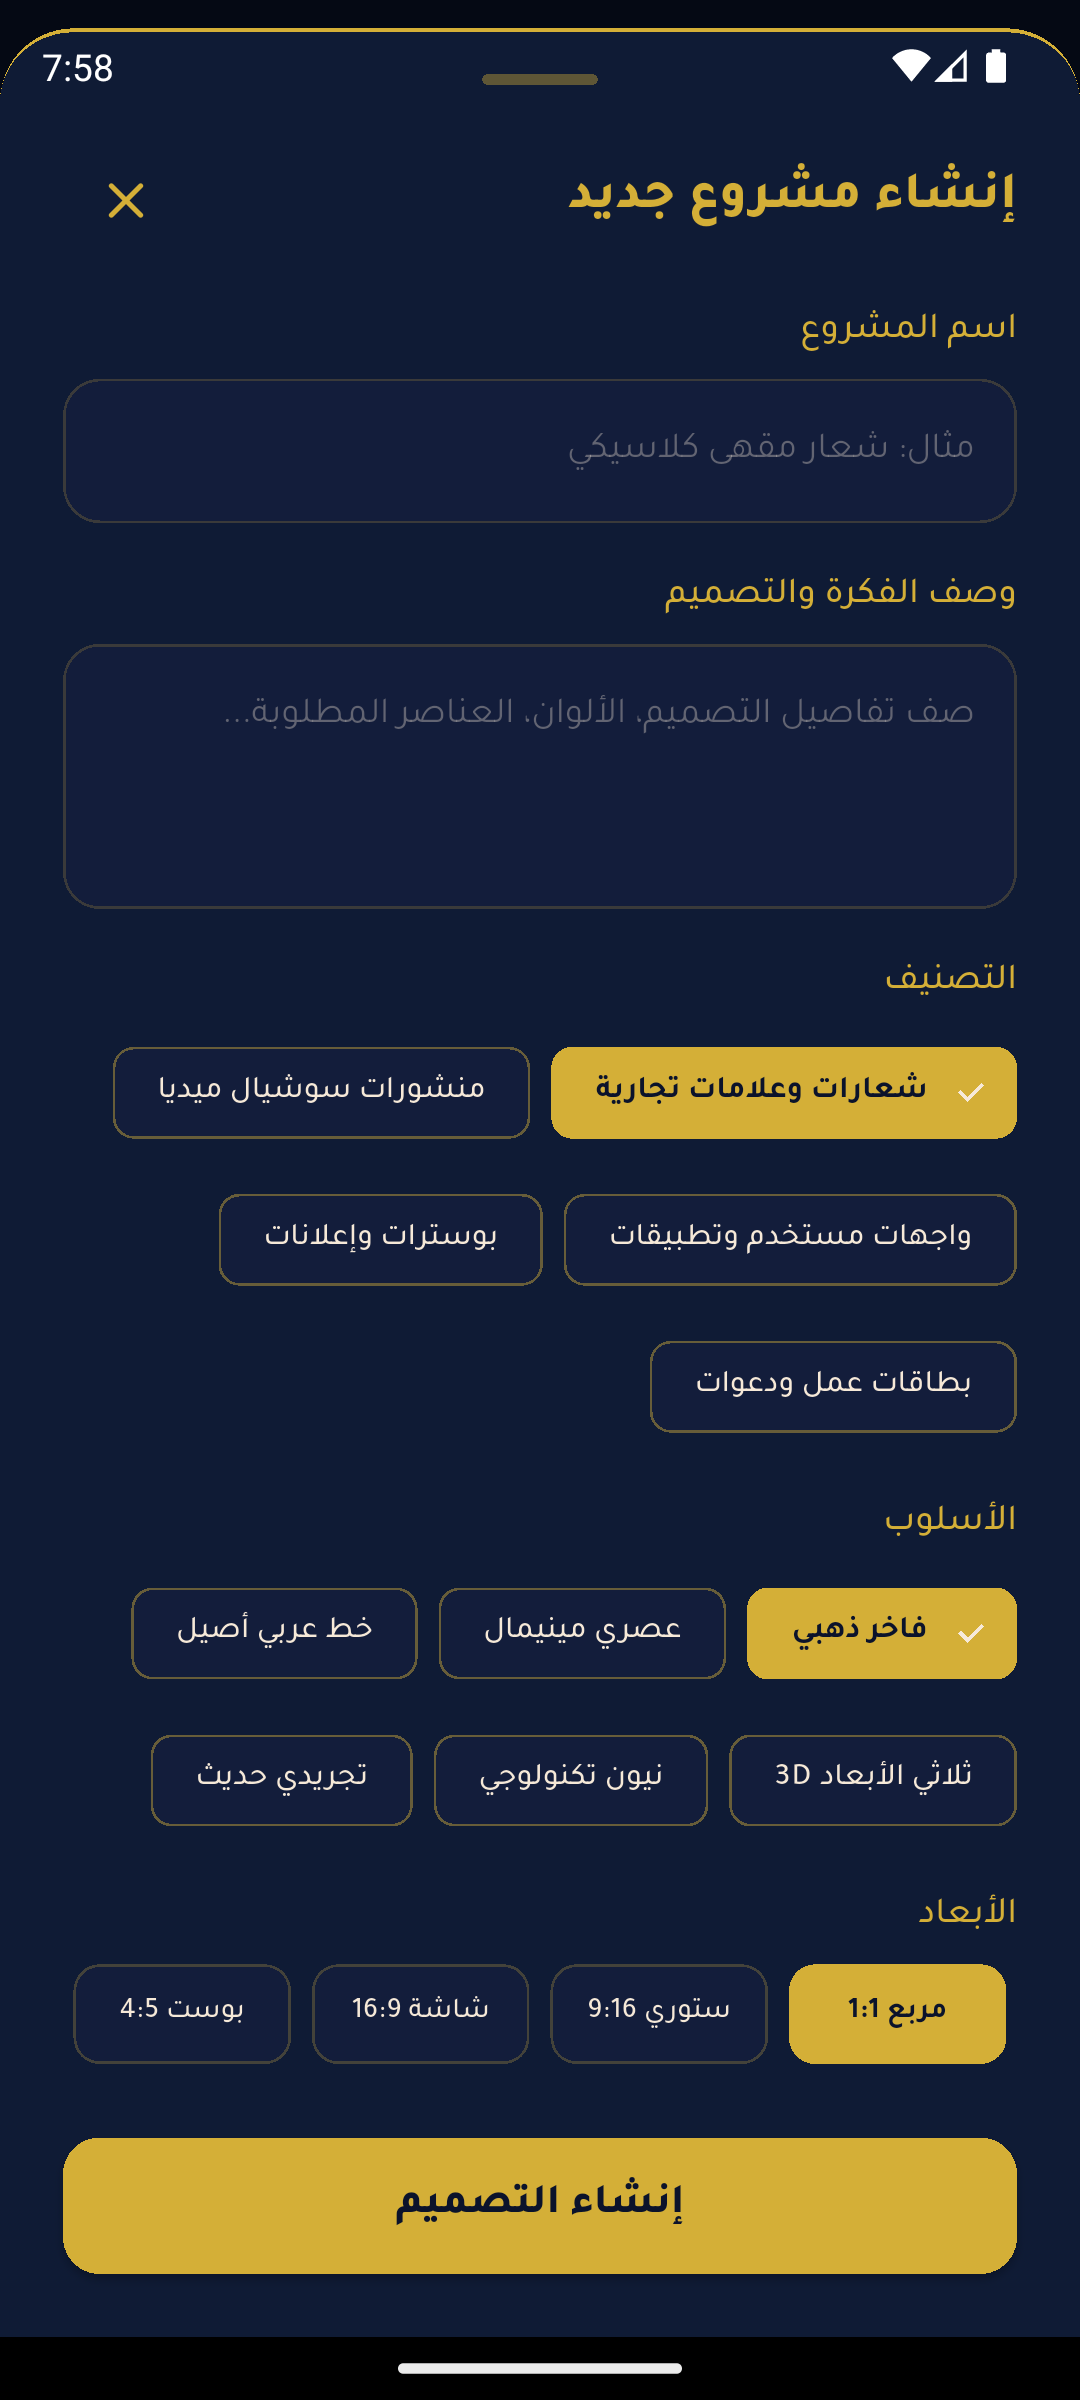 7:58
إنشاء مشروع جديد
اسم المشروع
مثال: شعار مقهى كلاسيكي
وصف الفكرة والتصميم
صف تفاصيل التصميم، الألوان، العناصر المطلوبة...
التصنيف
شعارات وعلامات تجارية
منشورات سوشيال ميديا
واجهات مستخدم وتطبيقات
بوسترات وإعلانات
بطاقات عمل ودعوات
الأسلوب
فاخر ذهبي
عصري مينيمال
خط عربي أصيل
ثلاثي الأبعاد 3D
نيون تكنولوجي
تجريدي حديث
الأبعاد
مربع 1:1
ستوري 9:16
شاشة 16:9
بوست 4:5
إنشاء التصميم